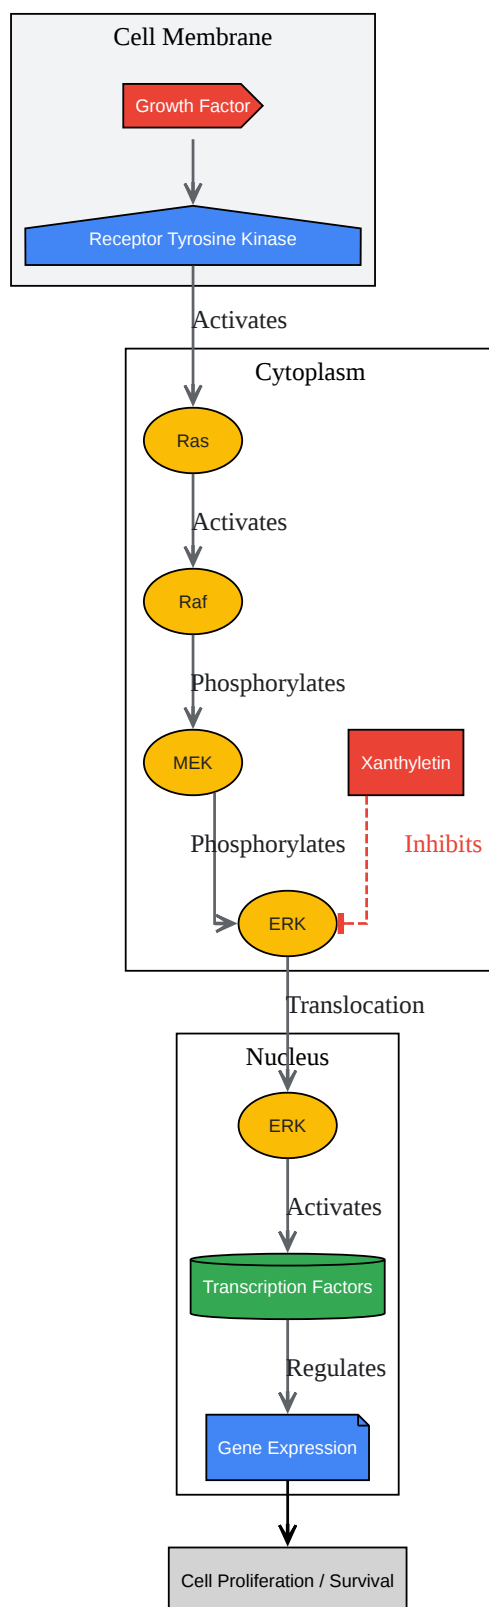 Cell Membrane
Growth Factor
Receptor Tyrosine Kinase
Activates
Cytoplasm
Ras
Activates
Raf
Phosphorylates
MEK
Xanthyletin
Phosphorylates
Inhibits
ERK
Translocation
Nucleus
ERK
Activates
Transcription Factors
Regulates
Gene Expression
Cell Proliferation / Survival